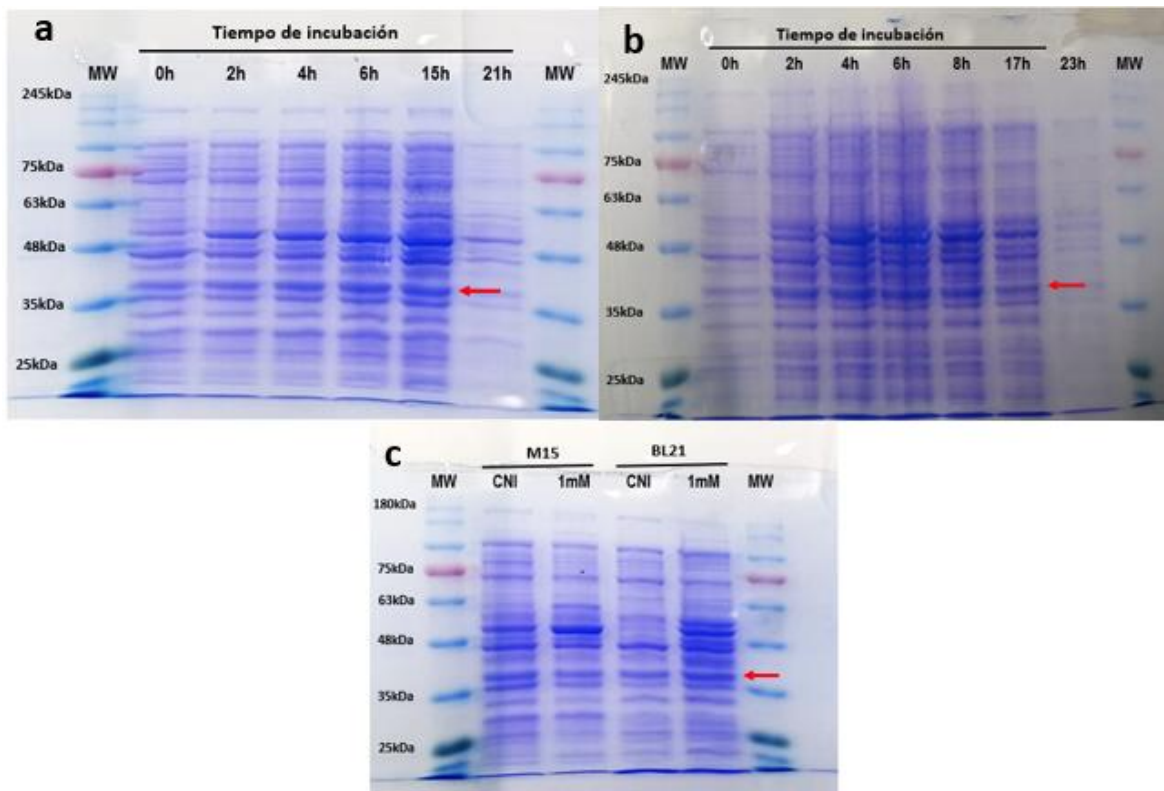 a
Tiempo de incubación
MW 0h 2h 4h 6h 15h 21h MW
245kDa
75kDa
63kDa
48kDa
35kDa
25kDa
b
Tiempo de incubación
MW 0h 2h 4h 6h 8h 17h 23h MW
245kDa
75kDa
63kDa
48kDa
35kDa
25kDa
c
M15 BL21
MW CNI 1mM CNI 1mM MW
180kDa
75kDa
63kDa
48kDa
35kDa
25kDa